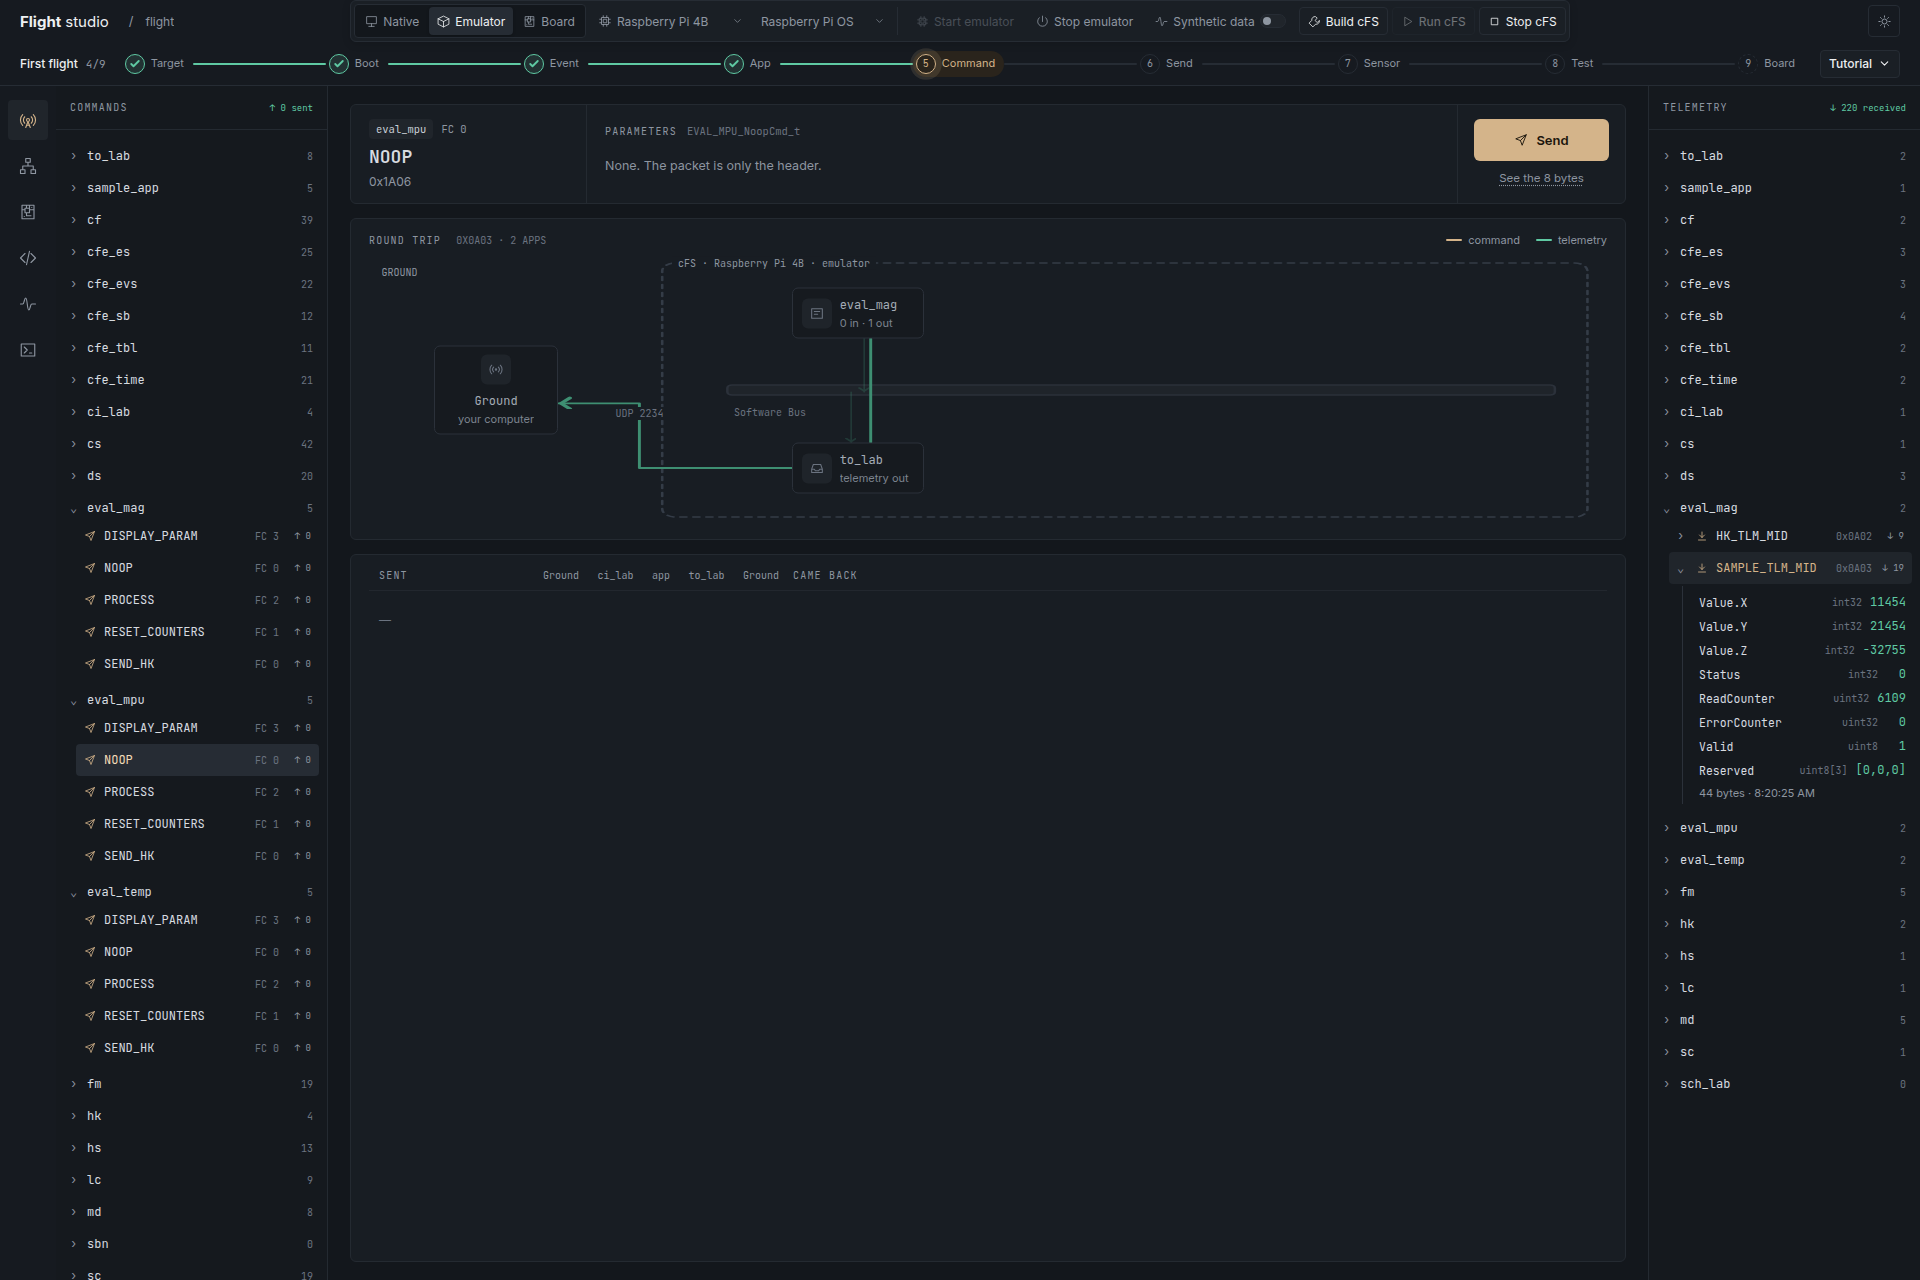 Flight studio / flight
Native Emulator Board Raspberry Pi 4B Raspberry Pi OS Start emulator Stop emulator Synthetic data Build cFS Run cFS Stop cFS
First flight 4/9 Target Boot Event App 5 Command 6 Send 7 Sensor 8 Test 9 Board Tutorial
COMMANDS ↑ 0 sent
to_lab 8
sample_app 5
cf 39
cfe_es 25
cfe_evs 22
cfe_sb 12
cfe_tbl 11
cfe_time 21
ci_lab 4
cs 42
ds 20
eval_mag 5
DISPLAY_PARAM FC 3 ↑ 0
NOOP FC 0 ↑ 0
PROCESS FC 2 ↑ 0
RESET_COUNTERS FC 1 ↑ 0
SEND_HK FC 0 ↑ 0
eval_mpu 5
DISPLAY_PARAM FC 3 ↑ 0
NOOP FC 0 ↑ 0
PROCESS FC 2 ↑ 0
RESET_COUNTERS FC 1 ↑ 0
SEND_HK FC 0 ↑ 0
eval_temp 5
DISPLAY_PARAM FC 3 ↑ 0
NOOP FC 0 ↑ 0
PROCESS FC 2 ↑ 0
RESET_COUNTERS FC 1 ↑ 0
SEND_HK FC 0 ↑ 0
fm 19
hk 4
hs 13
lc 9
md 8
sbn 0
sc 19
eval_mpu FC 0
NOOP
0x1A06
PARAMETERS EVAL_MPU_NoopCmd_t
None. The packet is only the header.
Send
See the 8 bytes
ROUND TRIP 0X0A03 · 2 APPS
command telemetry
GROUND
cFS · Raspberry Pi 4B · emulator
eval_mag
0 in · 1 out
Ground
your computer
UDP 2234
Software Bus
to_lab
telemetry out
SENT Ground ci_lab app to_lab Ground CAME BACK
—
TELEMETRY ↓ 220 received
to_lab 2
sample_app 1
cf 2
cfe_es 3
cfe_evs 3
cfe_sb 4
cfe_tbl 2
cfe_time 2
ci_lab 1
cs 1
ds 3
eval_mag 2
HK_TLM_MID 0x0A02 ↓ 9
SAMPLE_TLM_MID 0x0A03 ↓ 19
Value.X int32 11454
Value.Y int32 21454
Value.Z int32 -32755
Status int32 0
ReadCounter uint32 6109
ErrorCounter uint32 0
Valid uint8 1
Reserved uint8[3] [0,0,0]
44 bytes · 8:20:25 AM
eval_mpu 2
eval_temp 2
fm 5
hk 2
hs 1
lc 1
md 5
sc 1
sch_lab 0